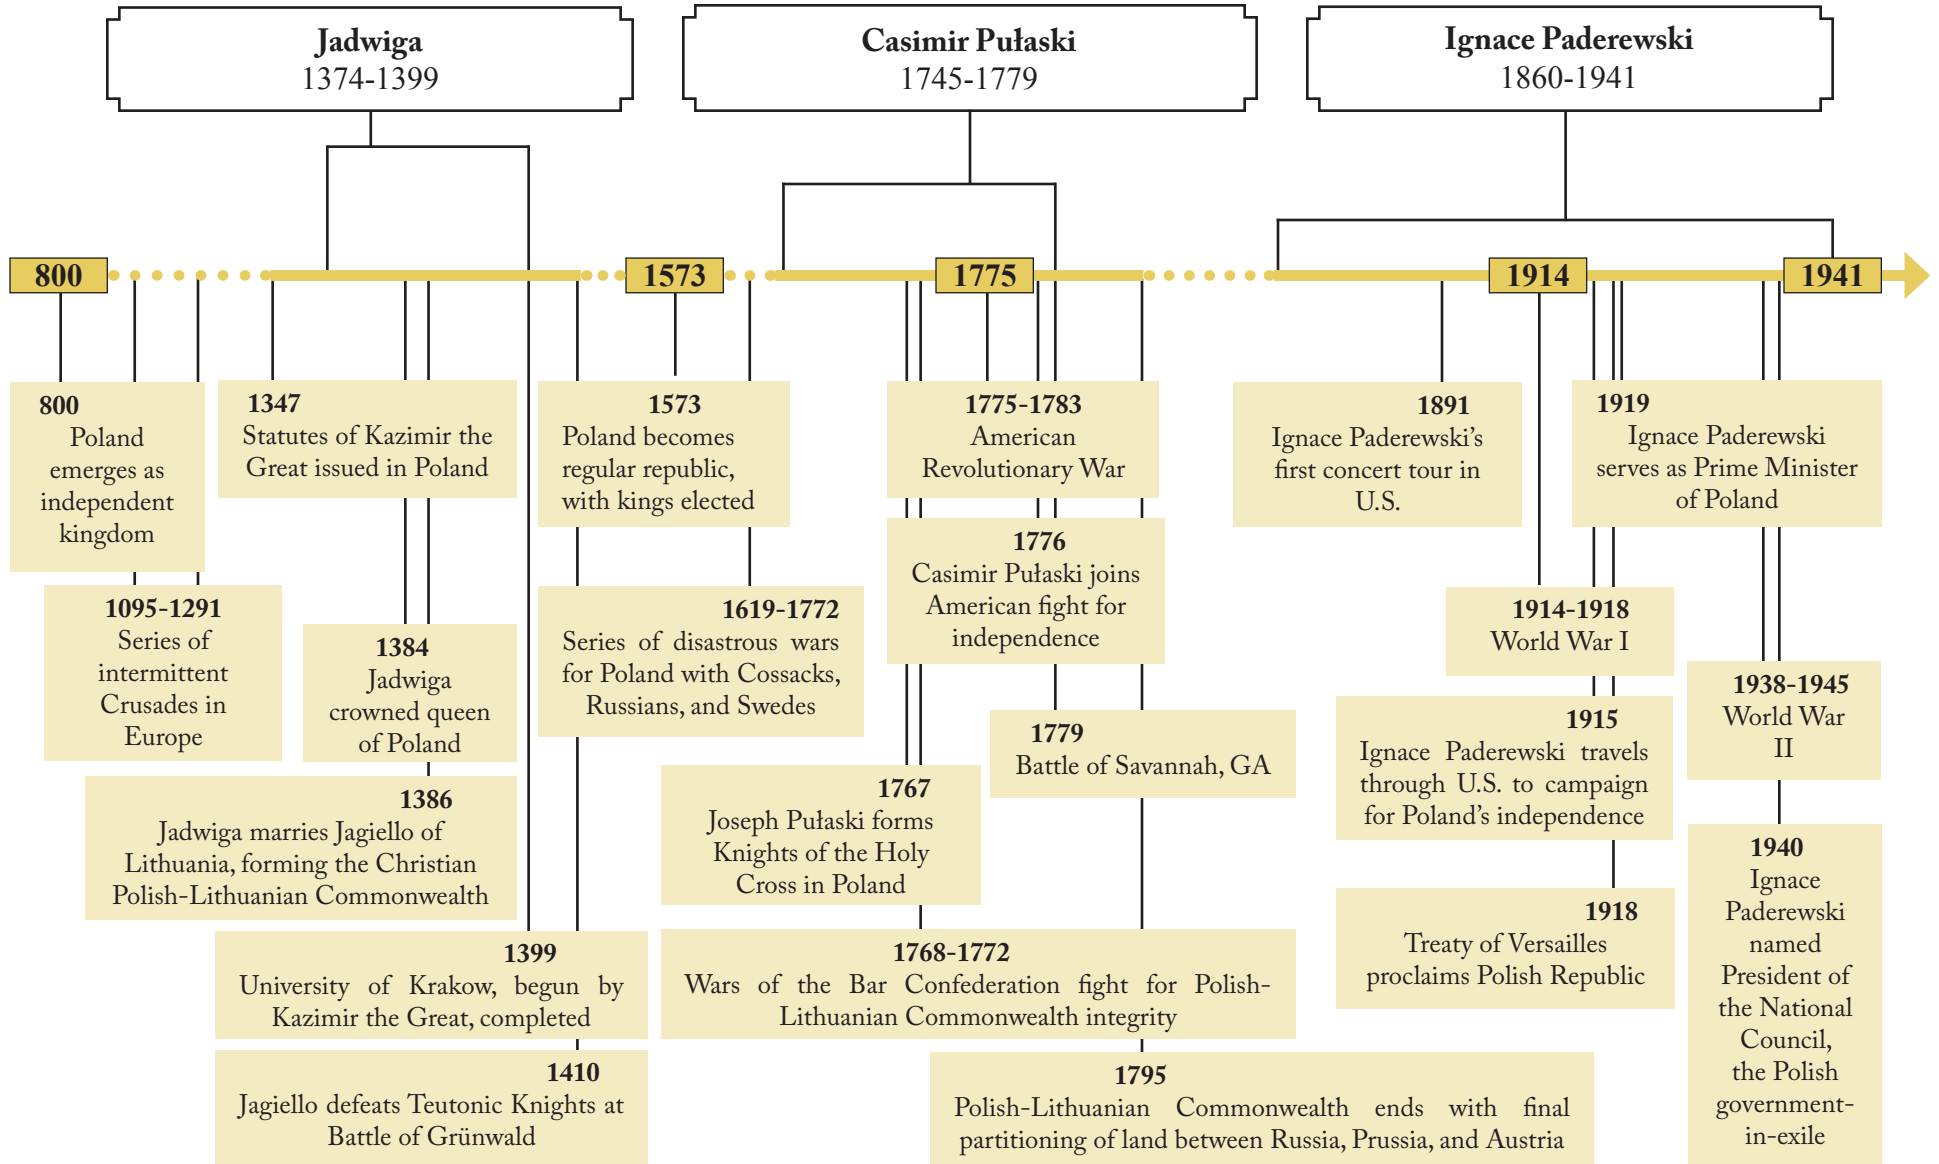 Jadwiga
1374-1399
Casimir Pułaski
1745-1779
Ignace Paderewski
1860-1941
800
1573
1775
1914
1941
800
Poland
emerges as
independent
kingdom
1095-1291
Series of
intermittent
Crusades in
Europe
1347
Statutes of Kazimir the
Great issued in Poland
1384
Jadwiga
crowned queen
of Poland
1386
Jadwiga marries Jagiello of
Lithuania, forming the Christian
Polish-Lithuanian Commonwealth
1399
University of Krakow, begun by
Kazimir the Great, completed
1410
Jagiello defeats Teutonic Knights at
Battle of Grünwald
1573
Poland becomes
regular republic,
with kings elected
1619-1772
Series of disastrous wars
for Poland with Cossacks,
Russians, and Swedes
1767
Joseph Pułaski forms
Knights of the Holy
Cross in Poland
1768-1772
Wars of the Bar Confederation fight for Polish-
Lithuanian Commonwealth integrity
1775-1783
American
Revolutionary War
1776
Casimir Pułaski joins
American fight for
independence
1779
Battle of Savannah, GA
1795
Polish-Lithuanian Commonwealth ends with final
partitioning of land between Russia, Prussia, and Austria
1891
Ignace Paderewski's
first concert tour in
U.S.
1914-1918
World War I
1915
Ignace Paderewski travels
through U.S. to campaign
for Poland's independence
1918
Treaty of Versailles
proclaims Polish Republic
1919
Ignace Paderewski
serves as Prime Minister
of Poland
1938-1945
World War
II
1940
Ignace
Paderewski
named
President of
the National
Council,
the Polish
government-
in-exile